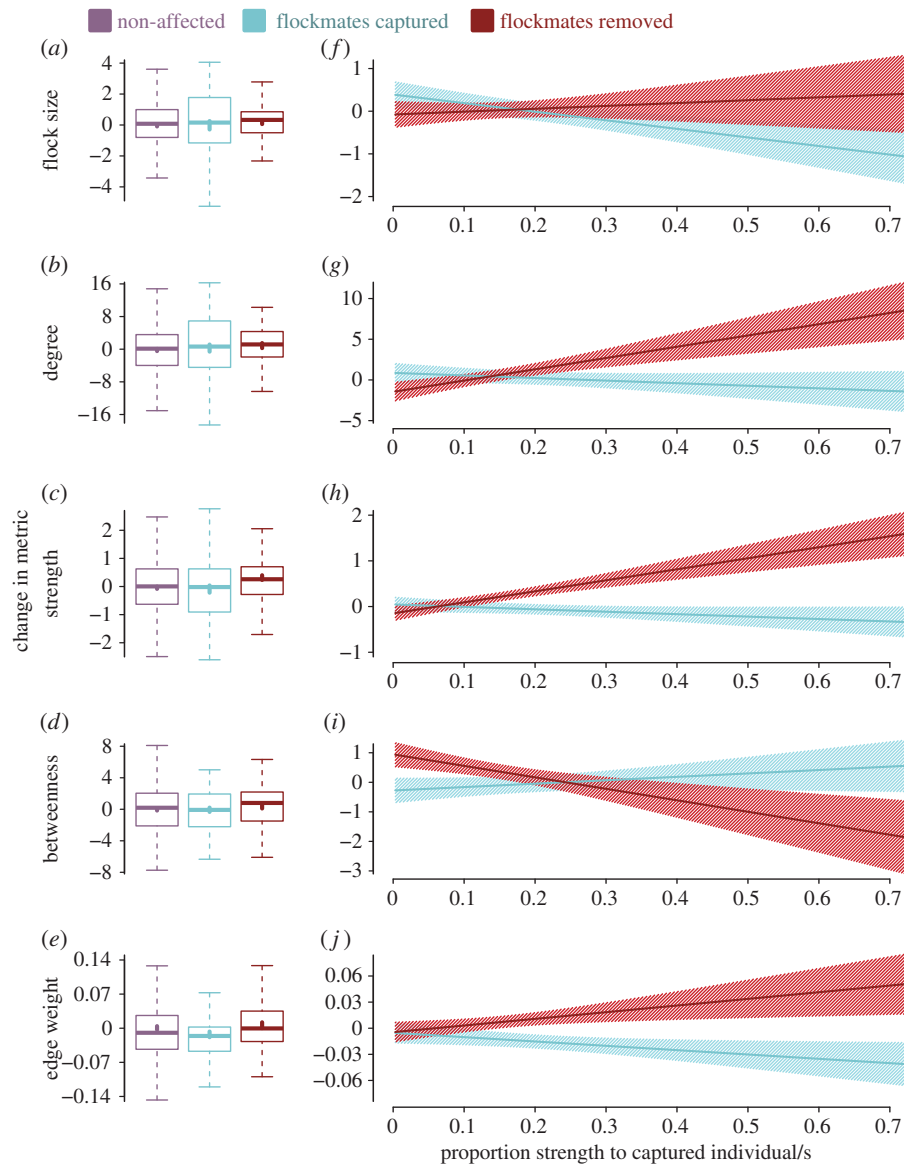 non-affected flockmates captured flockmates removed
(a) (f)
flock size
4
2
0
−2
−4
1
0
−1
−2
0 0.1 0.2 0.3 0.4 0.5 0.6 0.7
(b) (g)
degree
16
8
0
−8
−16
10
5
0
−5
0 0.1 0.2 0.3 0.4 0.5 0.6 0.7
(c) (h)
change in metric
strength
2
1
0
−1
−2
2
1
0
−1
0 0.1 0.2 0.3 0.4 0.5 0.6 0.7
(d) (i)
betweenness
8
4
0
−4
−8
1
0
−1
−2
−3
0 0.1 0.2 0.3 0.4 0.5 0.6 0.7
(e) (j)
edge weight
0.14
0.07
0
−0.07
−0.14
0.06
0.03
0
−0.03
−0.06
0 0.1 0.2 0.3 0.4 0.5 0.6 0.7
proportion strength to captured individual/s